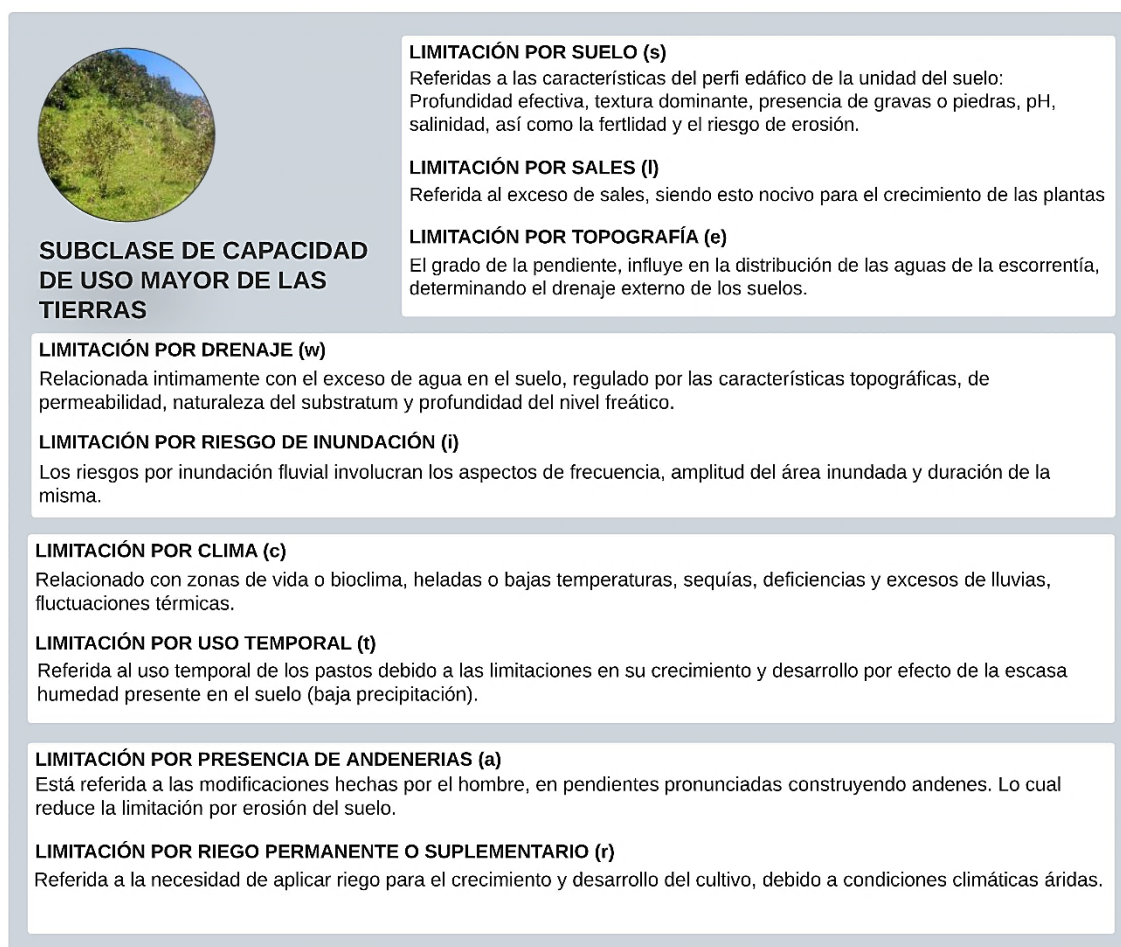 SUBCLASE DE CAPACIDAD
DE USO MAYOR DE LAS
TIERRAS
LIMITACIÓN POR SUELO (s)
Referidas a las características del perfi edáfico de la unidad del suelo:
Profundidad efectiva, textura dominante, presencia de gravas o piedras, pH,
salinidad, así como la fertlidad y el riesgo de erosión.
LIMITACIÓN POR SALES (l)
Referida al exceso de sales, siendo esto nocivo para el crecimiento de las plantas
LIMITACIÓN POR TOPOGRAFÍA (e)
El grado de la pendiente, influye en la distribución de las aguas de la escorrentía,
determinando el drenaje externo de los suelos.
LIMITACIÓN POR DRENAJE (w)
Relacionada intimamente con el exceso de agua en el suelo, regulado por las características topográficas, de
permeabilidad, naturaleza del substratum y profundidad del nivel freático.
LIMITACIÓN POR RIESGO DE INUNDACIÓN (i)
Los riesgos por inundación fluvial involucran los aspectos de frecuencia, amplitud del área inundada y duración de la
misma.
LIMITACIÓN POR CLIMA (c)
Relacionado con zonas de vida o bioclima, heladas o bajas temperaturas, sequías, deficiencias y excesos de lluvias,
fluctuaciones térmicas.
LIMITACIÓN POR USO TEMPORAL (t)
Referida al uso temporal de los pastos debido a las limitaciones en su crecimiento y desarrollo por efecto de la escasa
humedad presente en el suelo (baja precipitación).
LIMITACIÓN POR PRESENCIA DE ANDENERIAS (a)
Está referida a las modificaciones hechas por el hombre, en pendientes pronunciadas construyendo andenes. Lo cual
reduce la limitación por erosión del suelo.
LIMITACIÓN POR RIEGO PERMANENTE O SUPLEMENTARIO (r)
Referida a la necesidad de aplicar riego para el crecimiento y desarrollo del cultivo, debido a condiciones climáticas áridas.